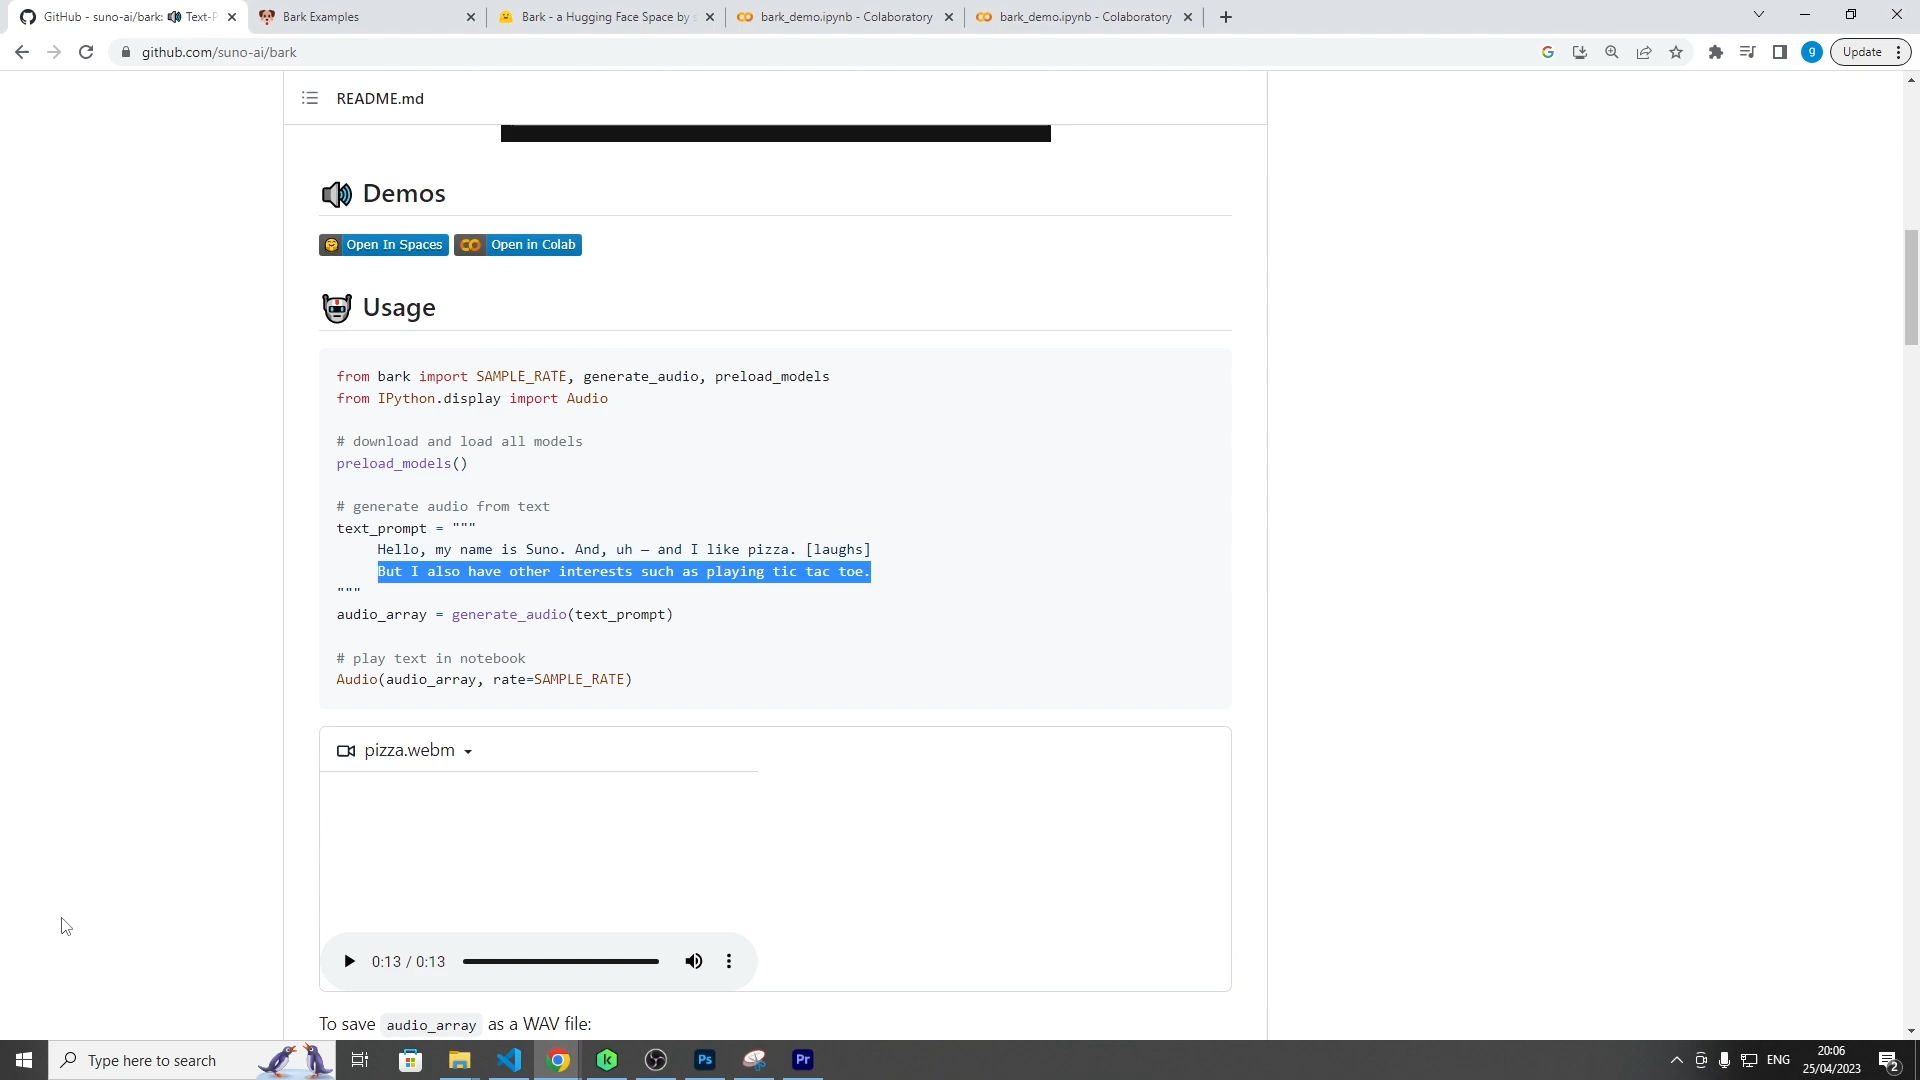 GitHub - suno-ai/bark: 🔊 Text-P
Bark Examples
Bark - a Hugging Face Space by s
bark_demo.ipynb - Colaboratory
bark_demo.ipynb - Colaboratory
github.com/suno-ai/bark
g
Update
README.md
Demos
Open In Spaces
Open in Colab
Usage
from bark import SAMPLE_RATE, generate_audio, preload_models
from IPython.display import Audio
# download and load all models
preload_models()
# generate audio from text
text_prompt = """
Hello, my name is Suno. And, uh — and I like pizza. [laughs]
But I also have other interests such as playing tic tac toe.
"""
audio_array = generate_audio(text_prompt)
# play text in notebook
Audio(audio_array, rate=SAMPLE_RATE)
pizza.webm
0:13 / 0:13
To save audio_array as a WAV file:
Type here to search
Ps
Pr
ENG
20:06
25/04/2023
2